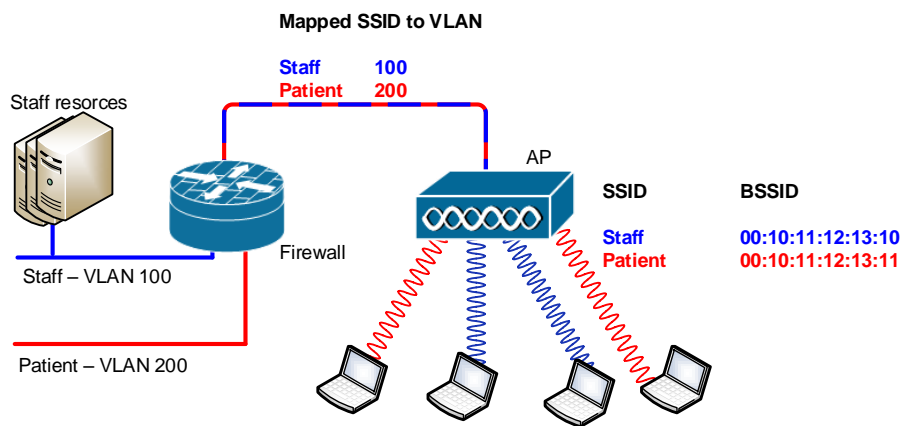 Mapped SSID to VLAN
Staff 100
Patient 200
Staff resorces
AP
SSID BSSID
Firewall
Staff 00:10:11:12:13:10
Patient 00:10:11:12:13:11
Staff – VLAN 100
Patient – VLAN 200